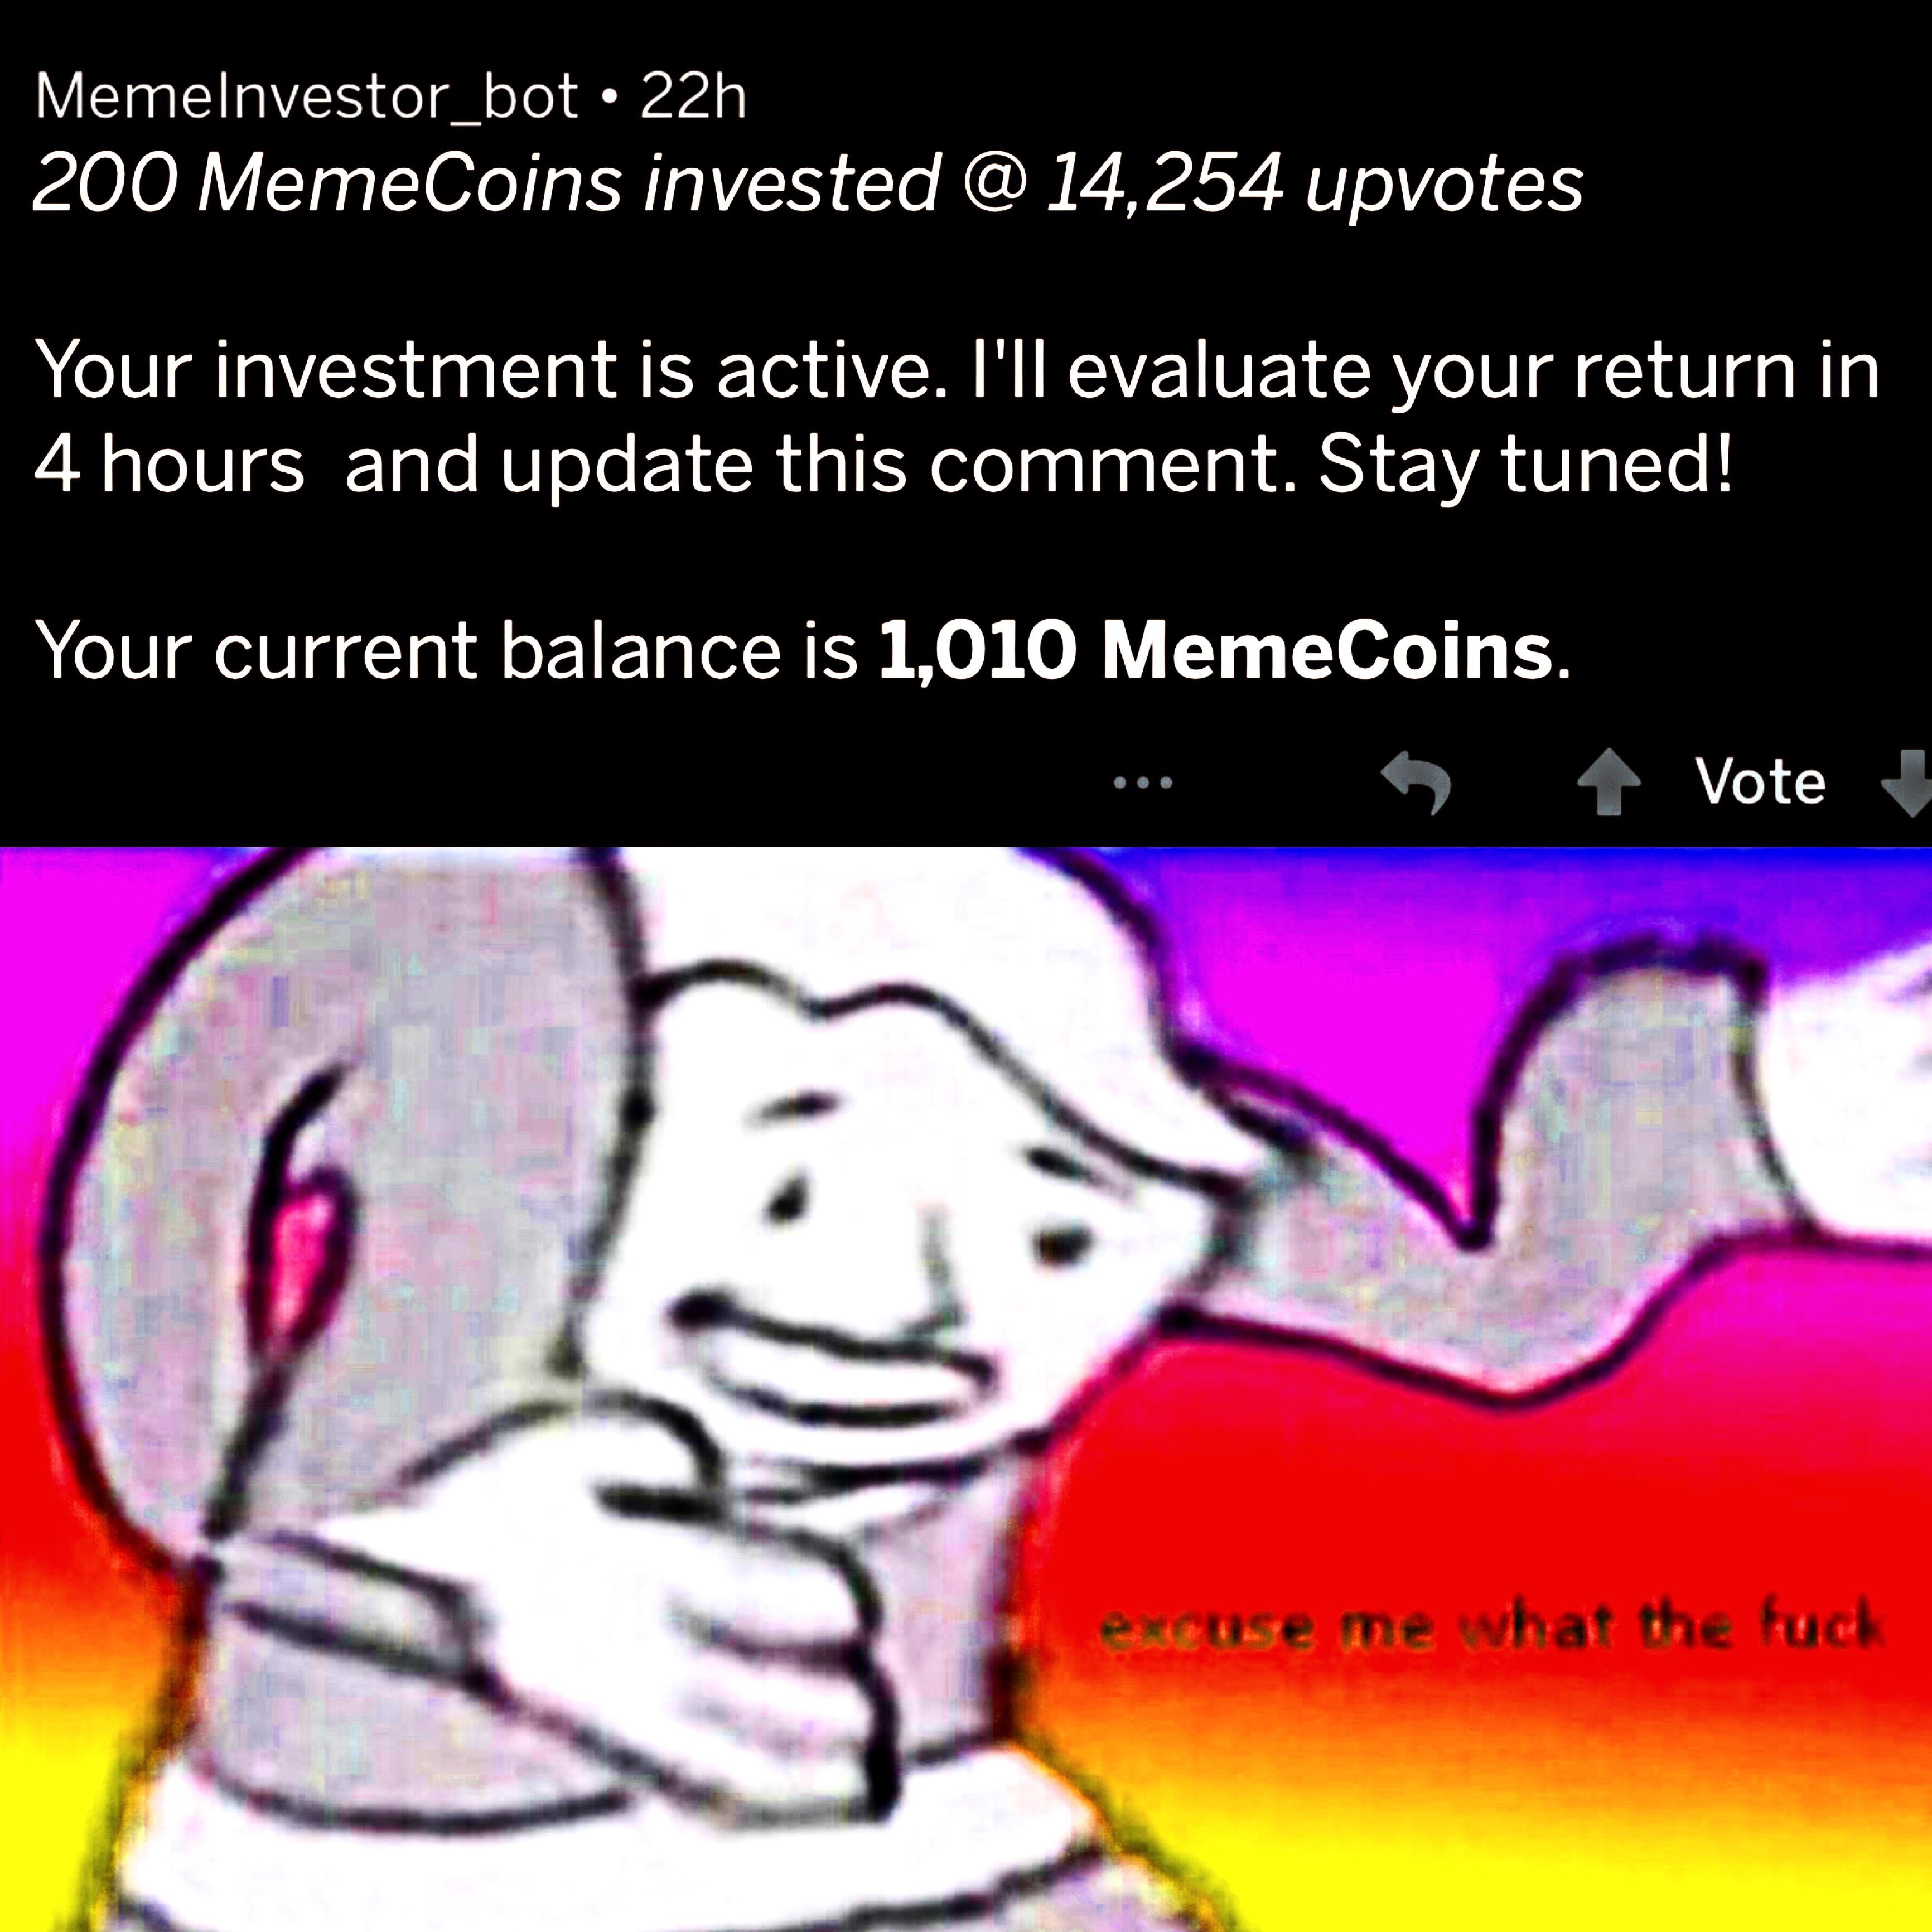 MemeInvestor_bot • 22h
200 MemeCoins invested @ 14,254 upvotes
Your investment is active. I'll evaluate your return in
4 hours  and update this comment. Stay tuned!
Your current balance is 1,010 MemeCoins.
Vote
excuse me what the fuck